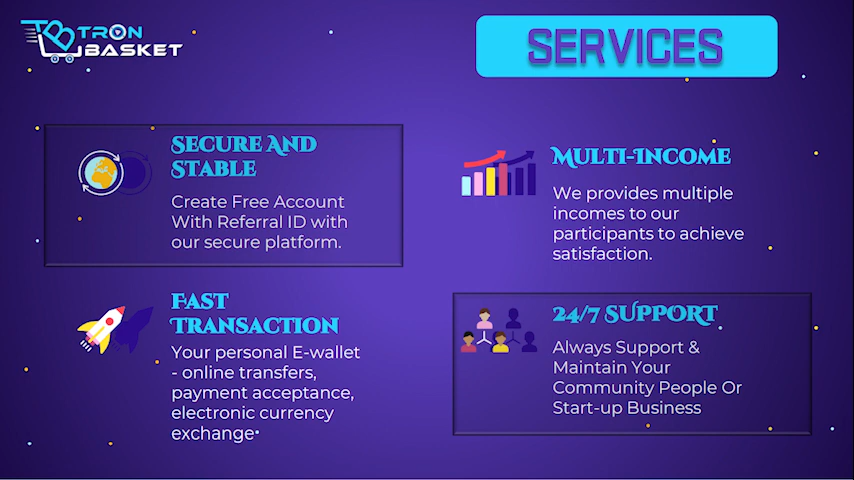 TB TRON
BASKET
SERVICES
SECURE AND
STABLE
Create Free Account
With Referral ID with
our secure platform.
MULTI-INCOME
We provides multiple
incomes to our
participants to achieve
satisfaction.
FAST
TRANSACTION
Your personal E-wallet
- online transfers,
payment acceptance,
electronic currency
exchange
24/7 SUPPORT
Always Support &
Maintain Your
Community People Or
Start-up Business